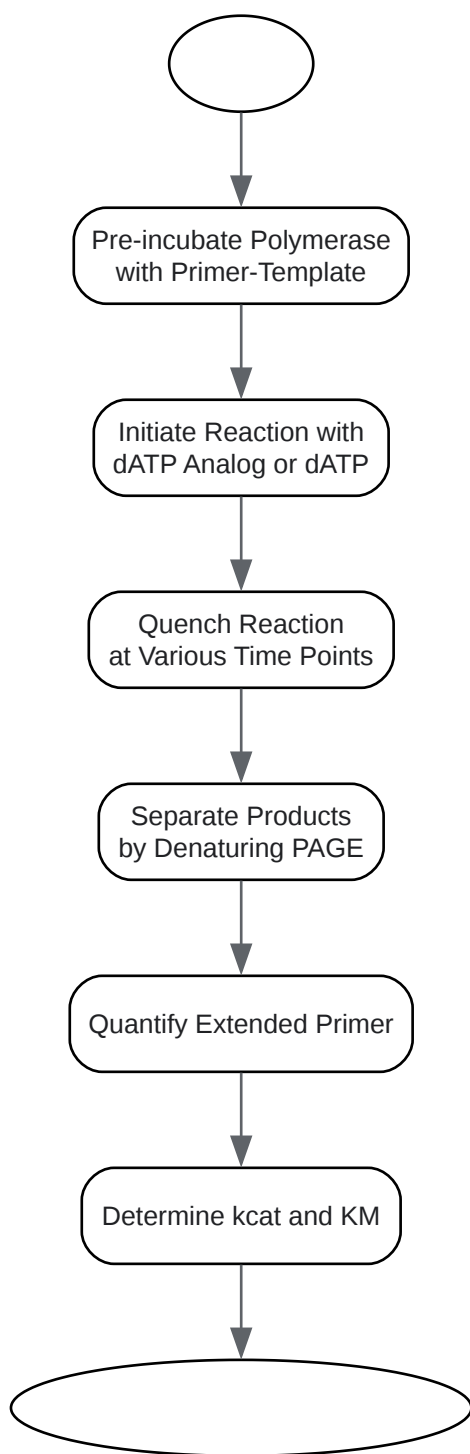 Pre-incubate Polymerase
with Primer-Template
Initiate Reaction with
dATP Analog or dATP
Quench Reaction
at Various Time Points
Separate Products
by Denaturing PAGE
Quantify Extended Primer
Determine kcat and KM